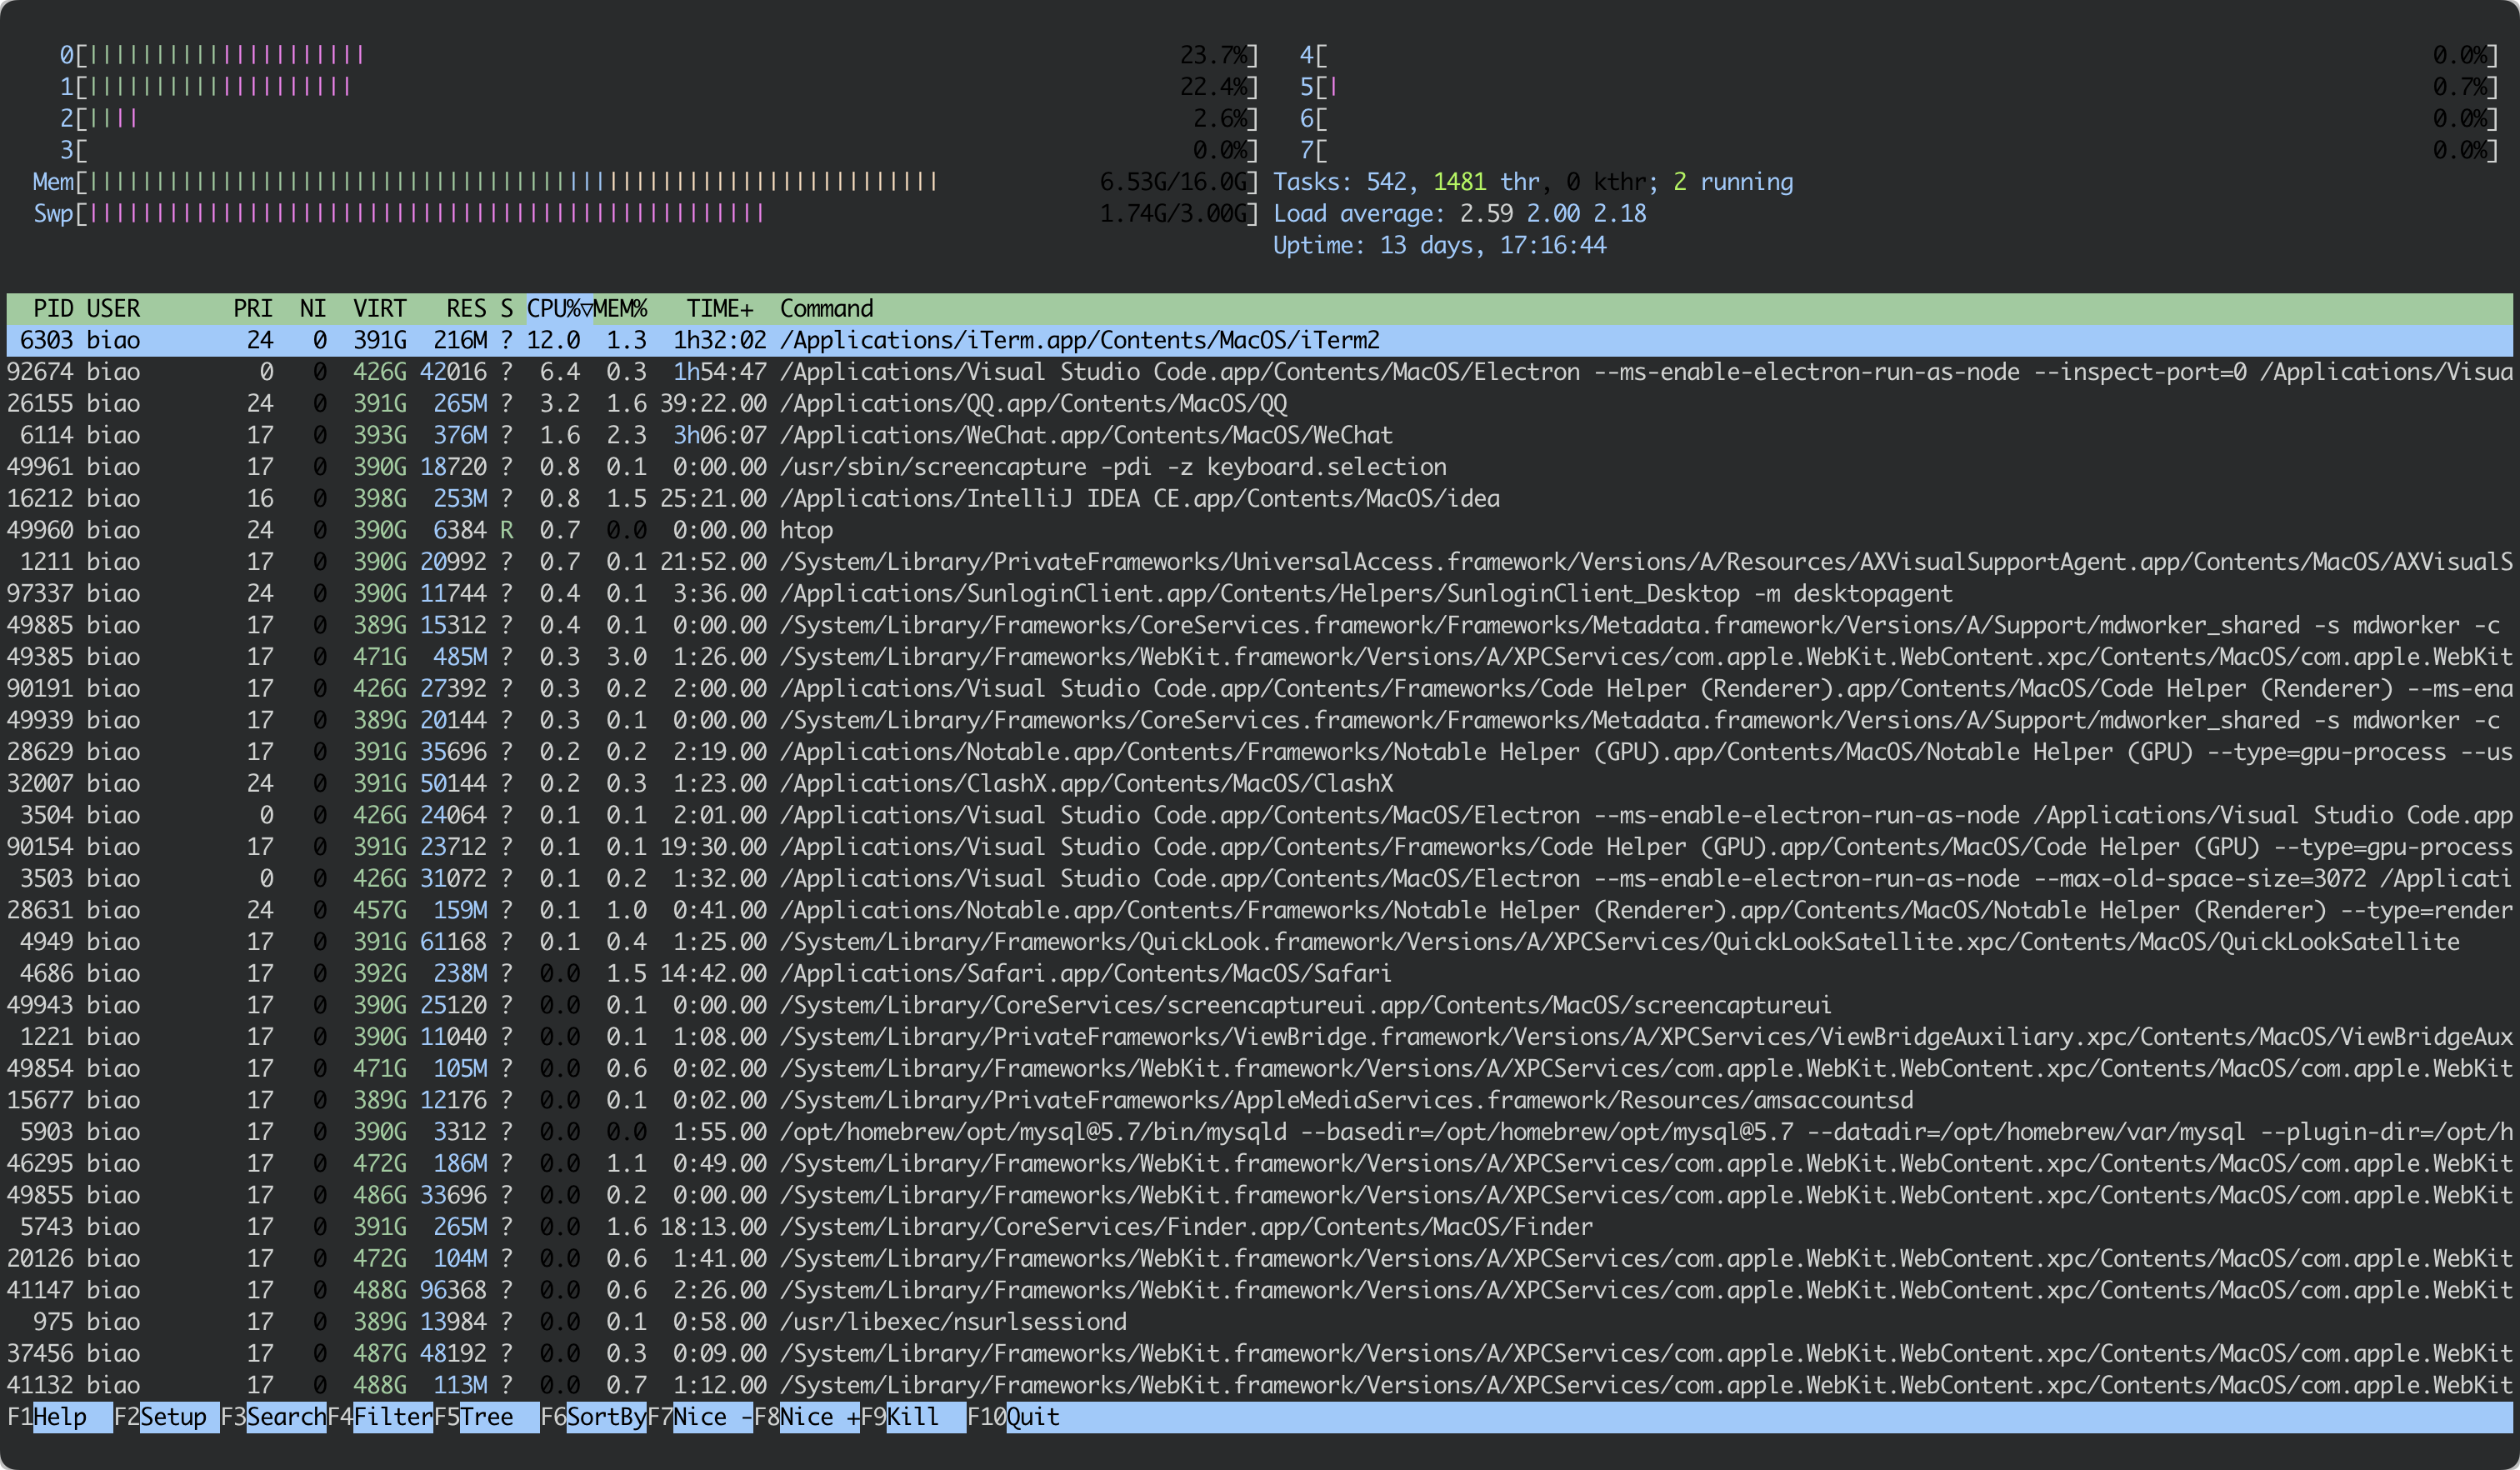 0[||||||||||||||||||||| 23.7%] 4[ 0.0%]
1[|||||||||||||||||||| 22.4%] 5[| 0.7%]
2[|||| 2.6%] 6[ 0.0%]
3[ 0.0%] 7[ 0.0%]
Mem[|||||||||||||||||||||||||||||||||||||||||||||||||||||||||||||||| 6.53G/16.0G] Tasks: 542, 1481 thr, 0 kthr; 2 running
Swp[||||||||||||||||||||||||||||||||||||||||||||||||||| 1.74G/3.00G] Load average: 2.59 2.00 2.18
Uptime: 13 days, 17:16:44
PID USER PRI NI VIRT RES S CPU%▽MEM% TIME+ Command
6303 biao 24 0 391G 216M ? 12.0 1.3 1h32:02 /Applications/iTerm.app/Contents/MacOS/iTerm2
92674 biao 0 0 426G 42016 ? 6.4 0.3 1h54:47 /Applications/Visual Studio Code.app/Contents/MacOS/Electron --ms-enable-electron-run-as-node --inspect-port=0 /Applications/Visua
26155 biao 24 0 391G 265M ? 3.2 1.6 39:22.00 /Applications/QQ.app/Contents/MacOS/QQ
6114 biao 17 0 393G 376M ? 1.6 2.3 3h06:07 /Applications/WeChat.app/Contents/MacOS/WeChat
49961 biao 17 0 390G 18720 ? 0.8 0.1 0:00.00 /usr/sbin/screencapture -pdi -z keyboard.selection
16212 biao 16 0 398G 253M ? 0.8 1.5 25:21.00 /Applications/IntelliJ IDEA CE.app/Contents/MacOS/idea
49960 biao 24 0 390G 6384 R 0.7 0.0 0:00.00 htop
1211 biao 17 0 390G 20992 ? 0.7 0.1 21:52.00 /System/Library/PrivateFrameworks/UniversalAccess.framework/Versions/A/Resources/AXVisualSupportAgent.app/Contents/MacOS/AXVisualS
97337 biao 24 0 390G 11744 ? 0.4 0.1 3:36.00 /Applications/SunloginClient.app/Contents/Helpers/SunloginClient_Desktop -m desktopagent
49885 biao 17 0 389G 15312 ? 0.4 0.1 0:00.00 /System/Library/Frameworks/CoreServices.framework/Frameworks/Metadata.framework/Versions/A/Support/mdworker_shared -s mdworker -c
49385 biao 17 0 471G 485M ? 0.3 3.0 1:26.00 /System/Library/Frameworks/WebKit.framework/Versions/A/XPCServices/com.apple.WebKit.WebContent.xpc/Contents/MacOS/com.apple.WebKit
90191 biao 17 0 426G 27392 ? 0.3 0.2 2:00.00 /Applications/Visual Studio Code.app/Contents/Frameworks/Code Helper (Renderer).app/Contents/MacOS/Code Helper (Renderer) --ms-ena
49939 biao 17 0 389G 20144 ? 0.3 0.1 0:00.00 /System/Library/Frameworks/CoreServices.framework/Frameworks/Metadata.framework/Versions/A/Support/mdworker_shared -s mdworker -c
28629 biao 17 0 391G 35696 ? 0.2 0.2 2:19.00 /Applications/Notable.app/Contents/Frameworks/Notable Helper (GPU).app/Contents/MacOS/Notable Helper (GPU) --type=gpu-process --us
32007 biao 24 0 391G 50144 ? 0.2 0.3 1:23.00 /Applications/ClashX.app/Contents/MacOS/ClashX
3504 biao 0 0 426G 24064 ? 0.1 0.1 2:01.00 /Applications/Visual Studio Code.app/Contents/MacOS/Electron --ms-enable-electron-run-as-node /Applications/Visual Studio Code.app
90154 biao 17 0 391G 23712 ? 0.1 0.1 19:30.00 /Applications/Visual Studio Code.app/Contents/Frameworks/Code Helper (GPU).app/Contents/MacOS/Code Helper (GPU) --type=gpu-process
3503 biao 0 0 426G 31072 ? 0.1 0.2 1:32.00 /Applications/Visual Studio Code.app/Contents/MacOS/Electron --ms-enable-electron-run-as-node --max-old-space-size=3072 /Applicati
28631 biao 24 0 457G 159M ? 0.1 1.0 0:41.00 /Applications/Notable.app/Contents/Frameworks/Notable Helper (Renderer).app/Contents/MacOS/Notable Helper (Renderer) --type=render
4949 biao 17 0 391G 61168 ? 0.1 0.4 1:25.00 /System/Library/Frameworks/QuickLook.framework/Versions/A/XPCServices/QuickLookSatellite.xpc/Contents/MacOS/QuickLookSatellite
4686 biao 17 0 392G 238M ? 0.0 1.5 14:42.00 /Applications/Safari.app/Contents/MacOS/Safari
49943 biao 17 0 390G 25120 ? 0.0 0.1 0:00.00 /System/Library/CoreServices/screencaptureui.app/Contents/MacOS/screencaptureui
1221 biao 17 0 390G 11040 ? 0.0 0.1 1:08.00 /System/Library/PrivateFrameworks/ViewBridge.framework/Versions/A/XPCServices/ViewBridgeAuxiliary.xpc/Contents/MacOS/ViewBridgeAux
49854 biao 17 0 471G 105M ? 0.0 0.6 0:02.00 /System/Library/Frameworks/WebKit.framework/Versions/A/XPCServices/com.apple.WebKit.WebContent.xpc/Contents/MacOS/com.apple.WebKit
15677 biao 17 0 389G 12176 ? 0.0 0.1 0:02.00 /System/Library/PrivateFrameworks/AppleMediaServices.framework/Resources/amsaccountsd
5903 biao 17 0 390G 3312 ? 0.0 0.0 1:55.00 /opt/homebrew/opt/mysql@5.7/bin/mysqld --basedir=/opt/homebrew/opt/mysql@5.7 --datadir=/opt/homebrew/var/mysql --plugin-dir=/opt/h
46295 biao 17 0 472G 186M ? 0.0 1.1 0:49.00 /System/Library/Frameworks/WebKit.framework/Versions/A/XPCServices/com.apple.WebKit.WebContent.xpc/Contents/MacOS/com.apple.WebKit
49855 biao 17 0 486G 33696 ? 0.0 0.2 0:00.00 /System/Library/Frameworks/WebKit.framework/Versions/A/XPCServices/com.apple.WebKit.WebContent.xpc/Contents/MacOS/com.apple.WebKit
5743 biao 17 0 391G 265M ? 0.0 1.6 18:13.00 /System/Library/CoreServices/Finder.app/Contents/MacOS/Finder
20126 biao 17 0 472G 104M ? 0.0 0.6 1:41.00 /System/Library/Frameworks/WebKit.framework/Versions/A/XPCServices/com.apple.WebKit.WebContent.xpc/Contents/MacOS/com.apple.WebKit
41147 biao 17 0 488G 96368 ? 0.0 0.6 2:26.00 /System/Library/Frameworks/WebKit.framework/Versions/A/XPCServices/com.apple.WebKit.WebContent.xpc/Contents/MacOS/com.apple.WebKit
975 biao 17 0 389G 13984 ? 0.0 0.1 0:58.00 /usr/libexec/nsurlsessiond
37456 biao 17 0 487G 48192 ? 0.0 0.3 0:09.00 /System/Library/Frameworks/WebKit.framework/Versions/A/XPCServices/com.apple.WebKit.WebContent.xpc/Contents/MacOS/com.apple.WebKit
41132 biao 17 0 488G 113M ? 0.0 0.7 1:12.00 /System/Library/Frameworks/WebKit.framework/Versions/A/XPCServices/com.apple.WebKit.WebContent.xpc/Contents/MacOS/com.apple.WebKit
F1Help F2Setup F3SearchF4FilterF5Tree F6SortByF7Nice -F8Nice +F9Kill F10Quit